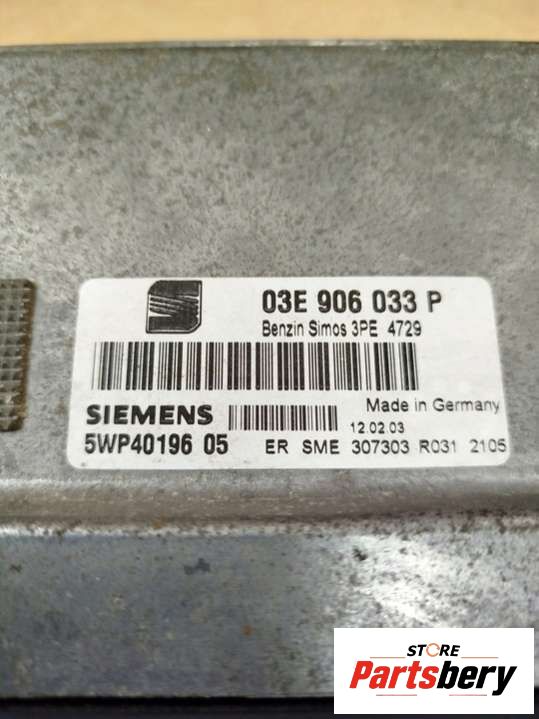 03E 906 033 P
Benzin Simos 3PE 4729
Made in Germany
SIEMENS
12.02.03
5WP40196 05 ER SME 307303 R031 2105
STORE
Partsbery